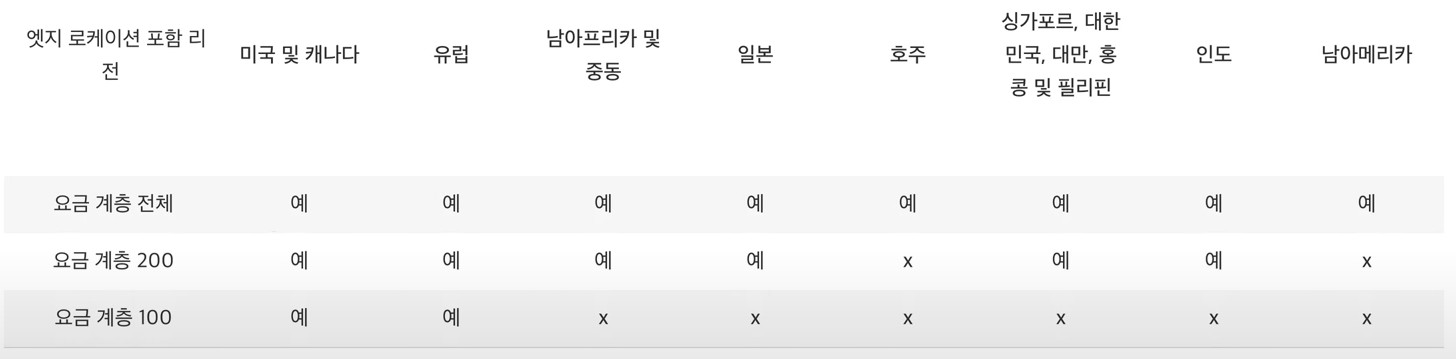 엣지 로케이션 포함 리
전
미국 및 캐나다
유럽
남아프리카 및
중동
일본
호주
싱가포르, 대한
민국, 대만, 홍
콩 및 필리핀
인도
남아메리카
요금 계층 전체 예 예 예 예 예 예 예 예
요금 계층 200 예 예 예 예 x 예 예 x
요금 계층 100 예 예 x x x x x x